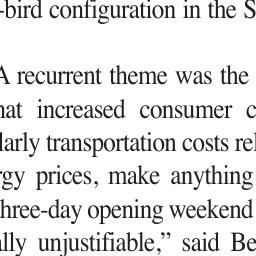 -bird configuration in the S
A recurrent theme was the
hat increased consumer c
larly transportation costs rel
rgy prices, make anything
three-day opening weekend
ally unjustifiable,” said Be